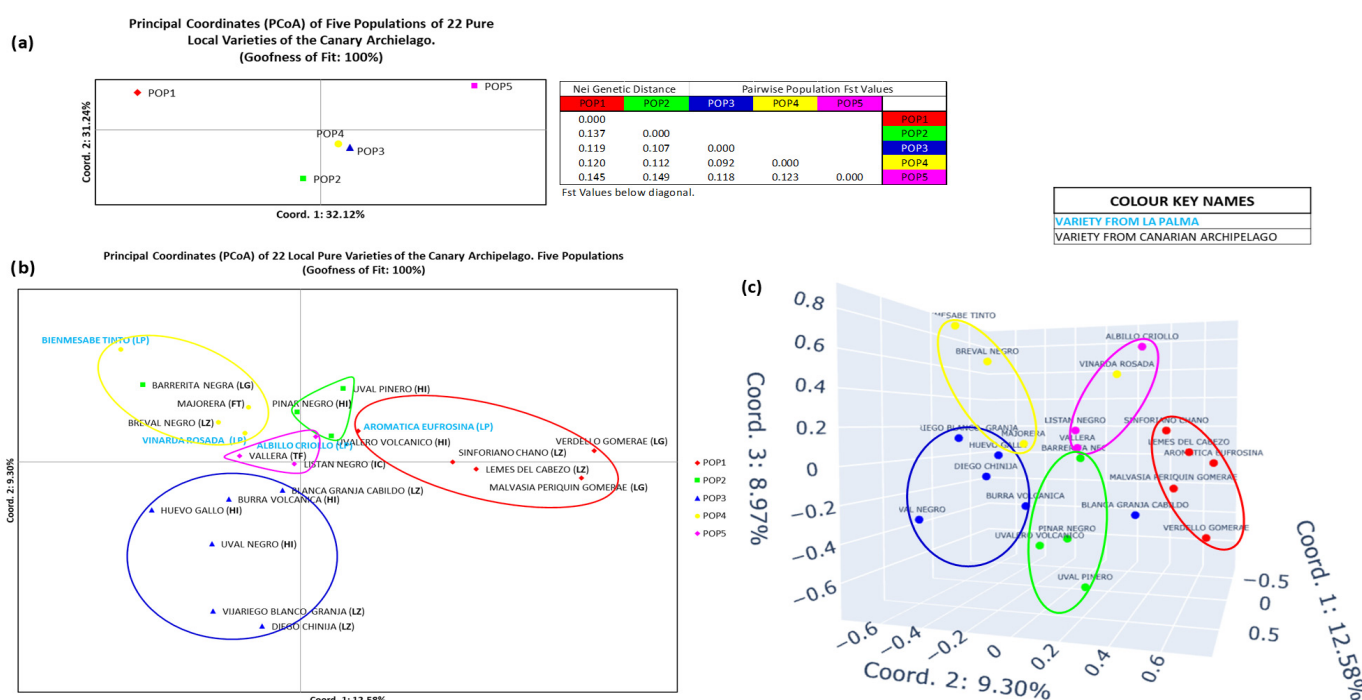 (a)
Principal Coordinates (PCoA) of Five Populations of 22 Pure
Local Varieties of the Canary Archielago.
(Goofness of Fit: 100%)
Coord. 2: 31.24%
POP1
POP5
POP4
POP3
POP2
Coord. 1: 32.12%
Nei Genetic Distance Pairwise Population Fst Values
POP1 POP2 POP3 POP4 POP5
0.000 POP1
0.137 0.000 POP2
0.119 0.107 0.000 POP3
0.120 0.112 0.092 0.000 POP4
0.145 0.149 0.118 0.123 0.000 POP5
Fst Values below diagonal.
COLOUR KEY NAMES
VARIETY FROM LA PALMA
VARIETY FROM CANARIAN ARCHIPELAGO
(b)
Principal Coordinates (PCoA) of 22 Local Pure Varieties of the Canary Archipelago. Five Populations
(Goofness of Fit: 100%)
Coord. 2: 9.30%
BIENMESABE TINTO (LP)
BARRERITA NEGRA (LG)
MAJORERA (FT)
BREVAL NEGRO (LZ)
VINARDA ROSADA (LP)
UVAL PINERO (HI)
PINAR NEGRO (HI)
UVALERO VOLCANICO (HI)
ALBILLO CRIOLLO (LP)
VALLERA (TF)
LISTAN NEGRO (IC)
AROMATICA EUFROSINA (LP)
VERDELLO GOMERAE (LG)
SINFORIANO CHANO (LZ)
LEMES DEL CABEZO (LZ)
MALVASIA PERIQUIN GOMERAE (LG)
BLANCA GRANJA CABILDO (LZ)
BURRA VOLCANICA (HI)
HUEVO GALLO (HI)
UVAL NEGRO (HI)
VIJARIEGO BLANCO GRANJA (LZ)
DIEGO CHINIJA (LZ)
Coord. 1: 12.58%
POP1
POP2
POP3
POP4
POP5
(c)
Coord. 3: 8.97%
0.8
0.6
0.4
0.2
0
−0.2
−0.4
−0.6
MESABE TINTO
BREVAL NEGRO
ALBILLO CRIOLLO
VINARDA ROSADA
LISTAN NEGRO
SINFORIANO CHANO
GRANJA
MAJORERA
VALLERA
LEMES DEL CABEZO
AROMATICA EUFROSINA
DIEGO CHINIJA
MALVASIA PERIQUIN GOMERAE
BURRA VOLCANICA
BLANCA GRANJA CABILDO
VAL NEGRO
PINAR NEGRO
UVALERO VOLCANICO
VERDELLO GOMERAE
UVAL PINERO
−0.6
−0.4
−0.2
0
0.2
0.4
0.6
Coord. 2: 9.30%
−0.5
0
0.5
Coord. 1: 12.58%